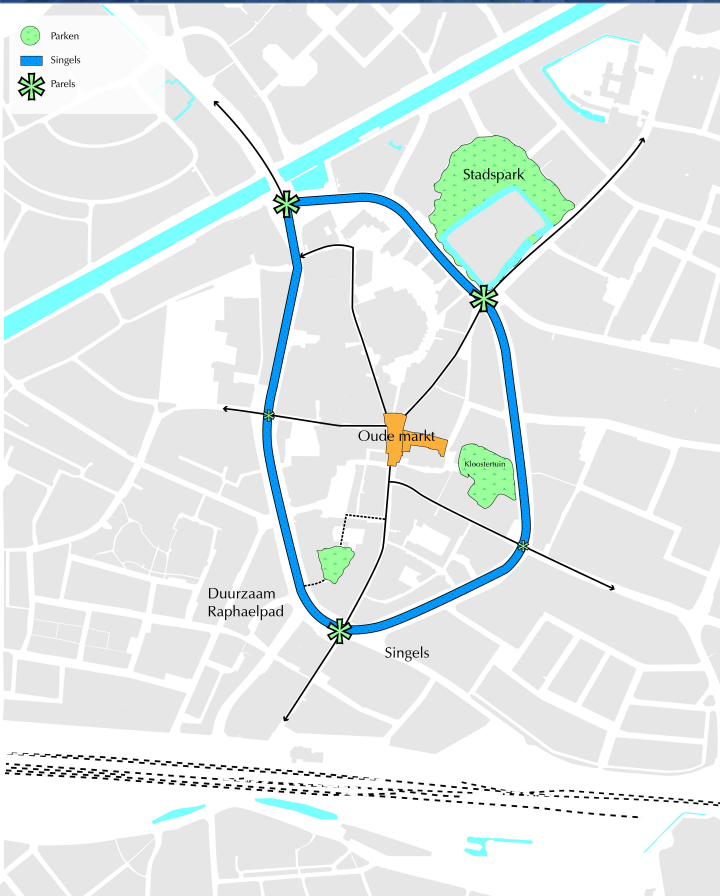 Parken
Singels
Parels
Stadspark
Oude markt
Kloostertuin
Duurzaam
Raphaelpad
Singels